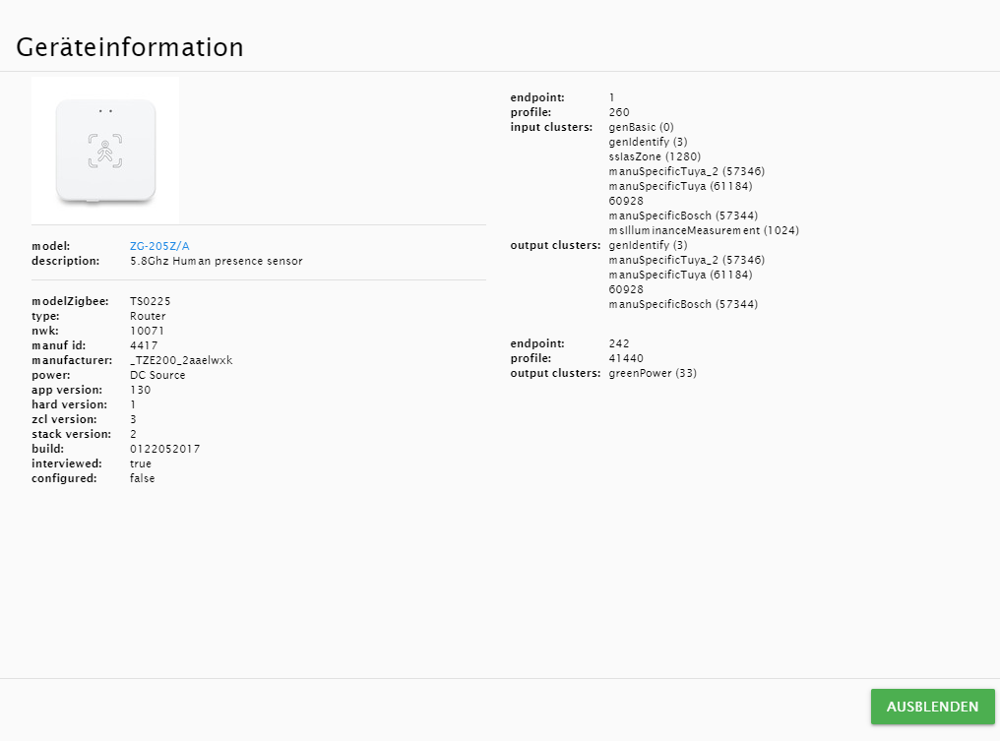 Geräteinformation
model: ZG-205Z/A
description: 5.8Ghz Human presence sensor
modelZigbee: TS0225
type: Router
nwk: 10071
manuf id: 4417
manufacturer: _TZE200_2aaelwxk
power: DC Source
app version: 130
hard version: 1
zcl version: 3
stack version: 2
build: 0122052017
interviewed: true
configured: false
endpoint: 1
profile: 260
input clusters: genBasic (0)
genIdentify (3)
ssIasZone (1280)
manuSpecificTuya_2 (57346)
manuSpecificTuya (61184)
60928
manuSpecificBosch (57344)
msIlluminanceMeasurement (1024)
output clusters: genIdentify (3)
manuSpecificTuya_2 (57346)
manuSpecificTuya (61184)
60928
manuSpecificBosch (57344)
endpoint: 242
profile: 41440
output clusters: greenPower (33)
AUSBLENDEN